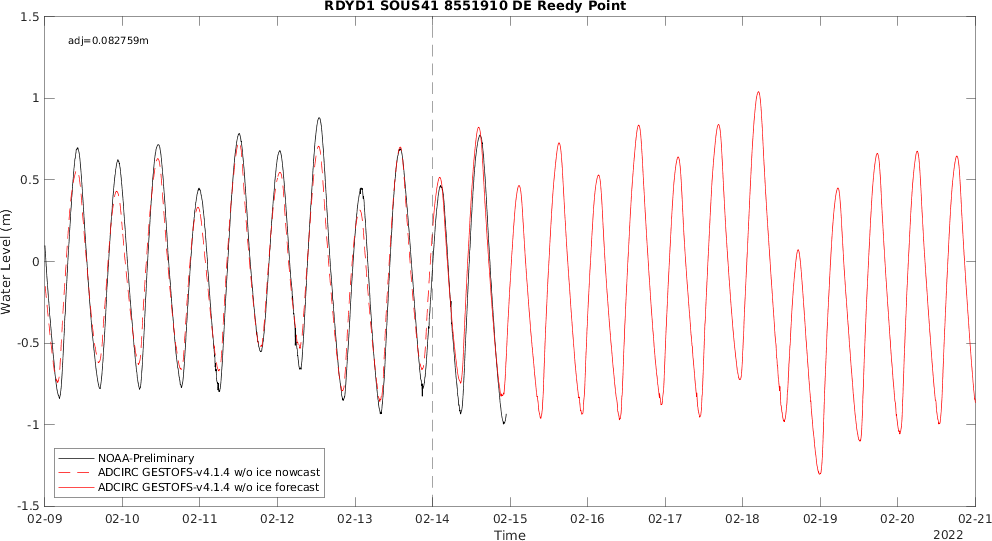 RDYD1 SOUS41 8551910 DE Reedy Point
adj=0.082759m
1.5
1
0.5
0
-0.5
-1
-1.5
Water Level (m)
NOAA-Preliminary
ADCIRC GESTOFS-v4.1.4 w/o ice nowcast
ADCIRC GESTOFS-v4.1.4 w/o ice forecast
02-09 02-10 02-11 02-12 02-13 02-14 02-15 02-16 02-17 02-18 02-19 02-20 02-21
Time
2022